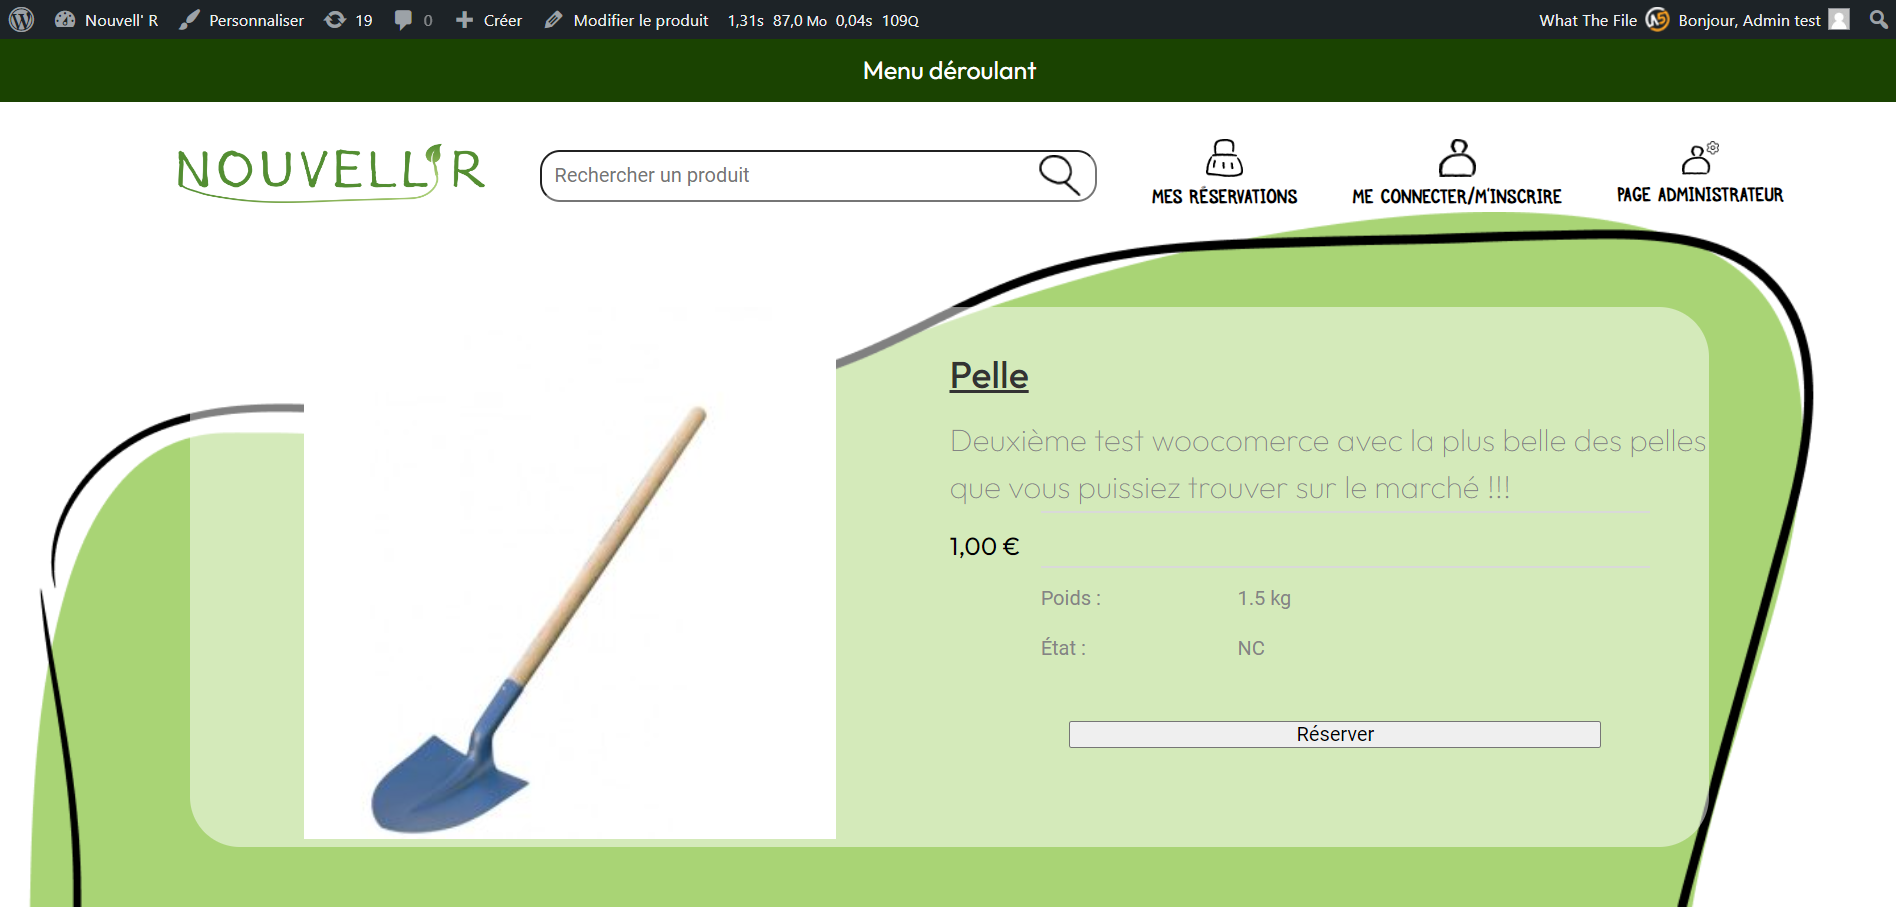 Nouvell' R Personnaliser 19 0 Créer Modifier le produit 1,31s 87,0 Mo 0,04s 109Q What The File Bonjour, Admin test
Menu déroulant
NOUVELL'R
Rechercher un produit
MES RÉSERVATIONS
ME CONNECTER/M'INSCRIRE
PAGE ADMINISTRATEUR
Pelle
Deuxième test woocomerce avec la plus belle des pelles
que vous puissiez trouver sur le marché !!!
1,00 €
Poids : 1.5 kg
État : NC
Réserver